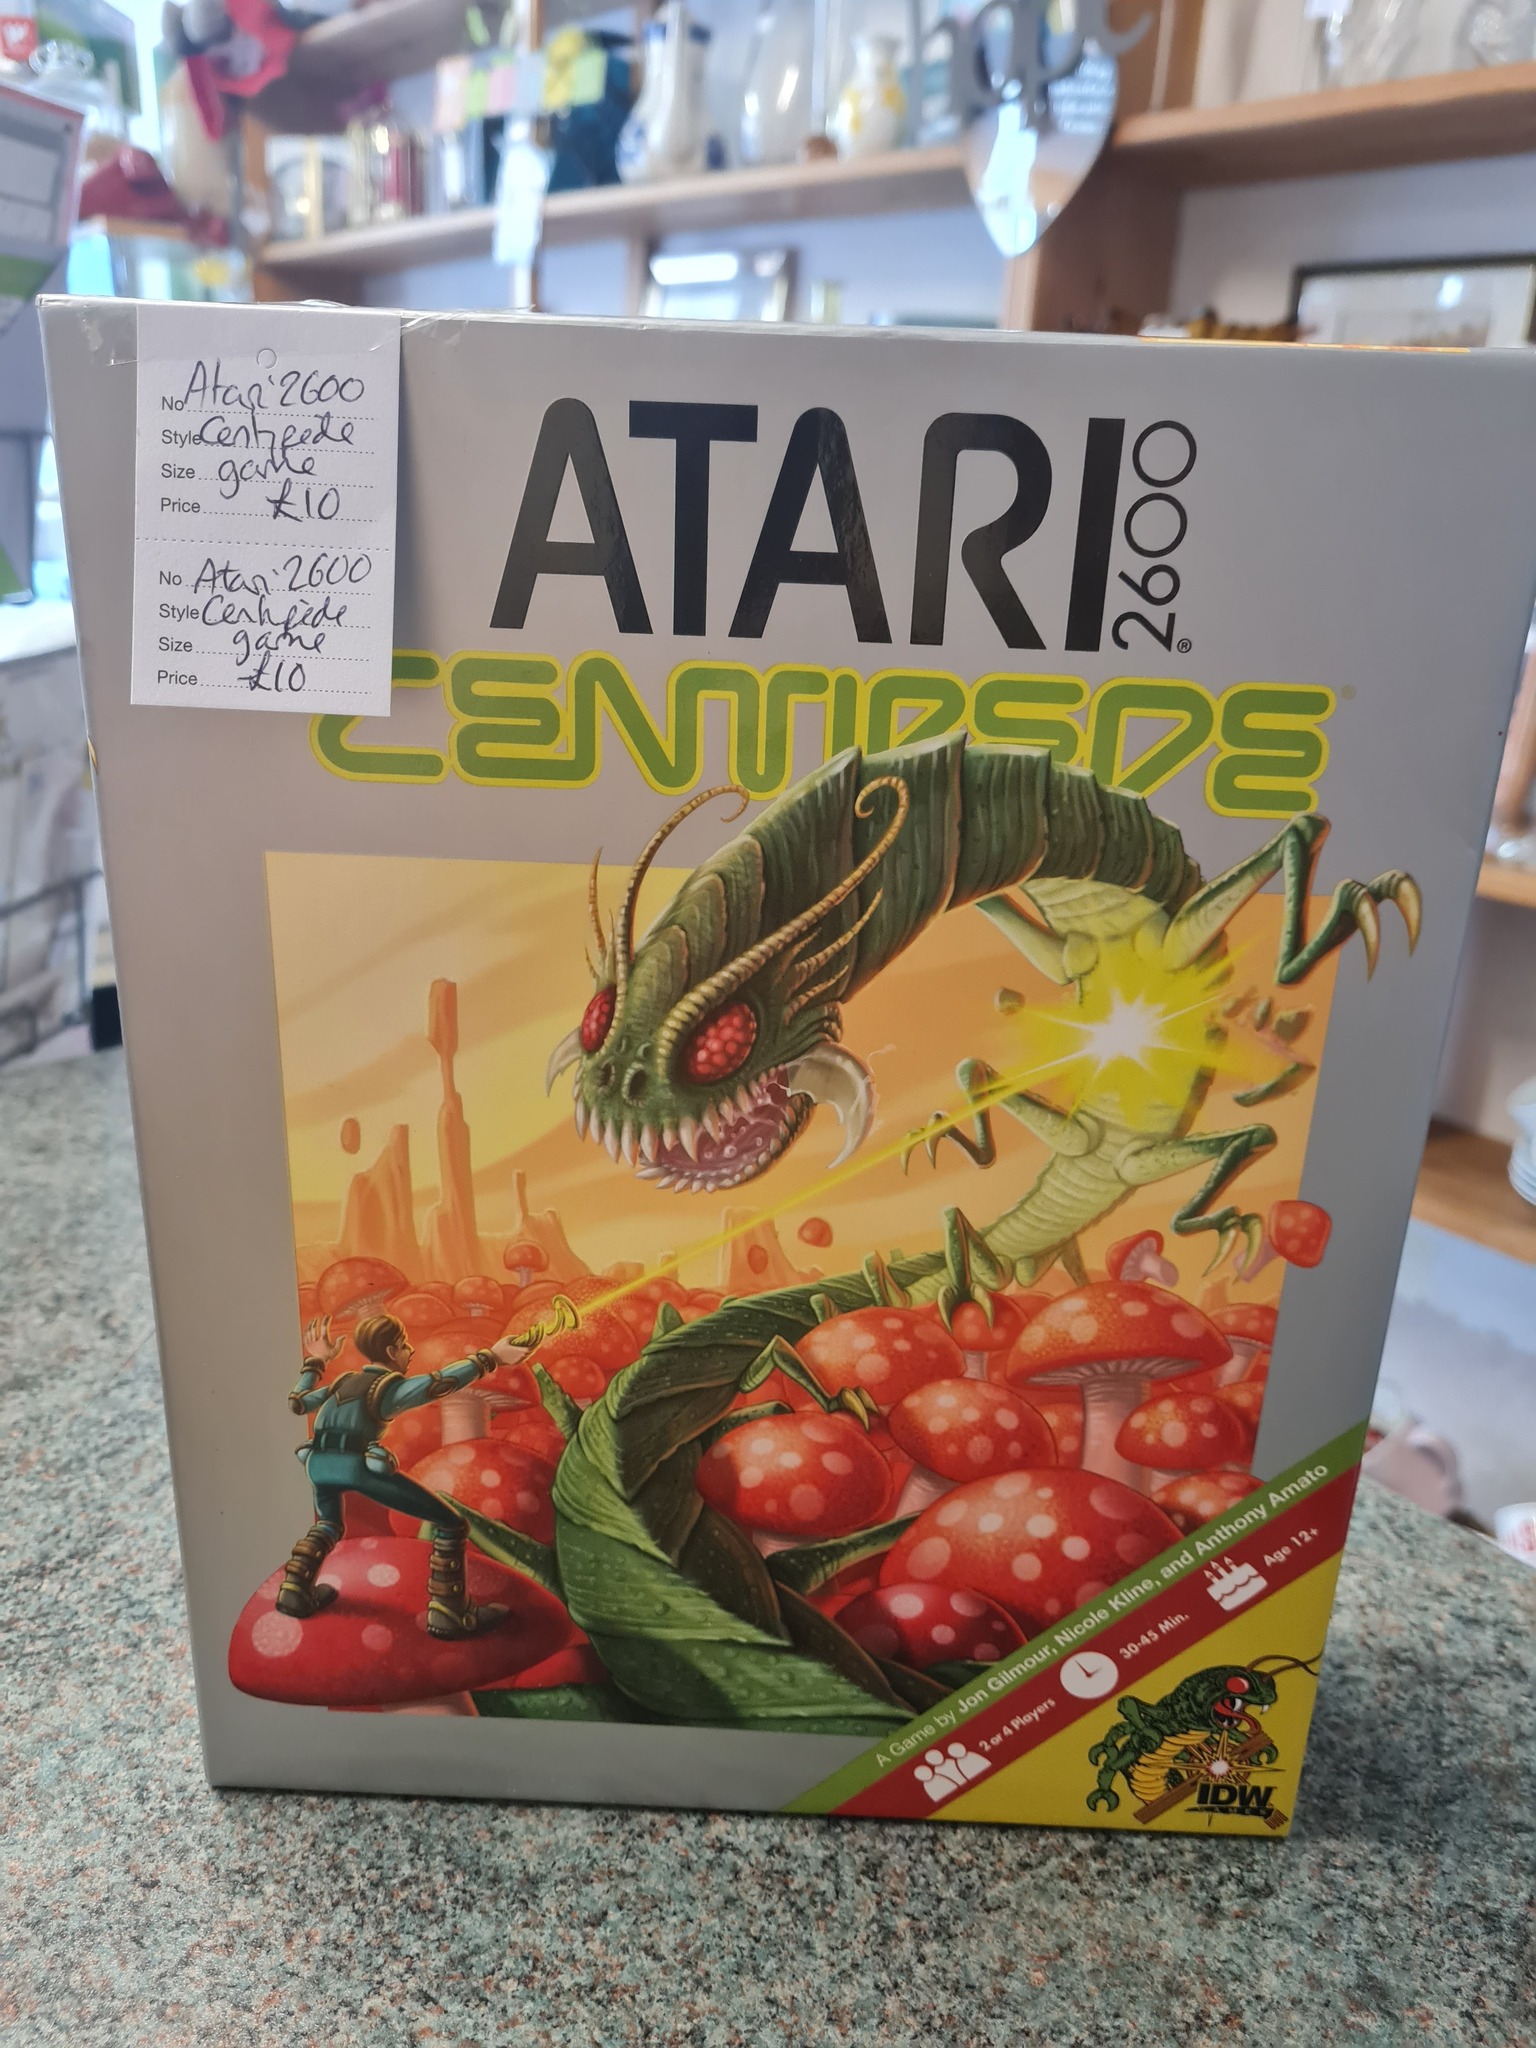 No Atari 2600
Style Centipede
Size game
Price £10
No Atari 2600
Style Centipede
Size game
Price £10
ATARI 2600®
CENTIPEDE®
A Game by Jon Gilmour, Nicole Kline, and Anthony Amato
2 or 4 Players
30-45 Min.
Age 12+
IDW
GAMES